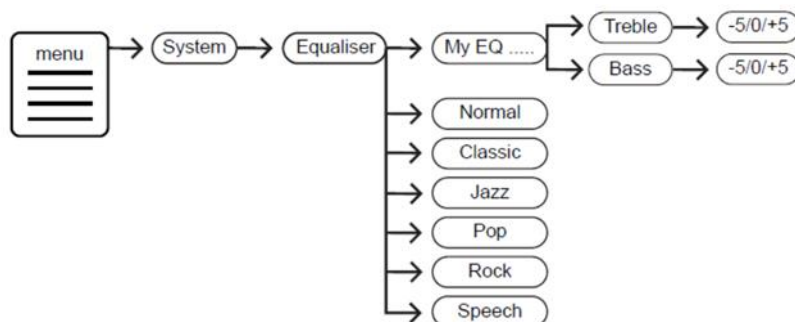 menu
System
Equaliser
My EQ .....
Treble
-5/0/+5
Bass
-5/0/+5
Normal
Classic
Jazz
Pop
Rock
Speech